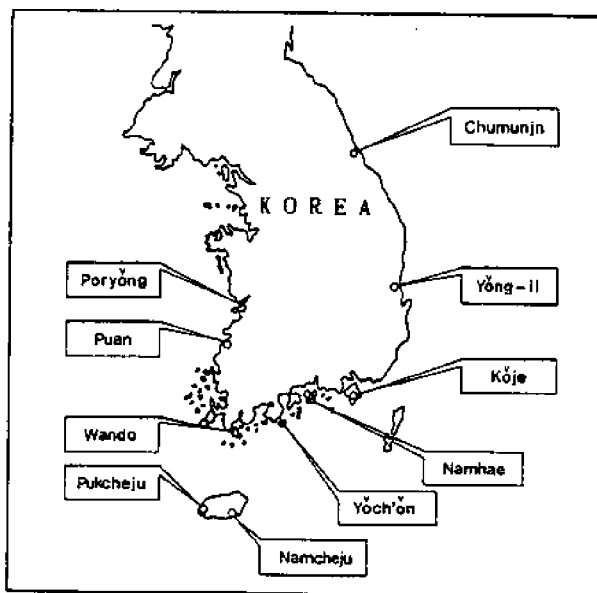 Chumunjn
KOREA
Poryŏng
Yŏng-il
Puan
Kŏje
Wando
Namhae
Pukcheju
Yŏch'ŏn
Namcheju